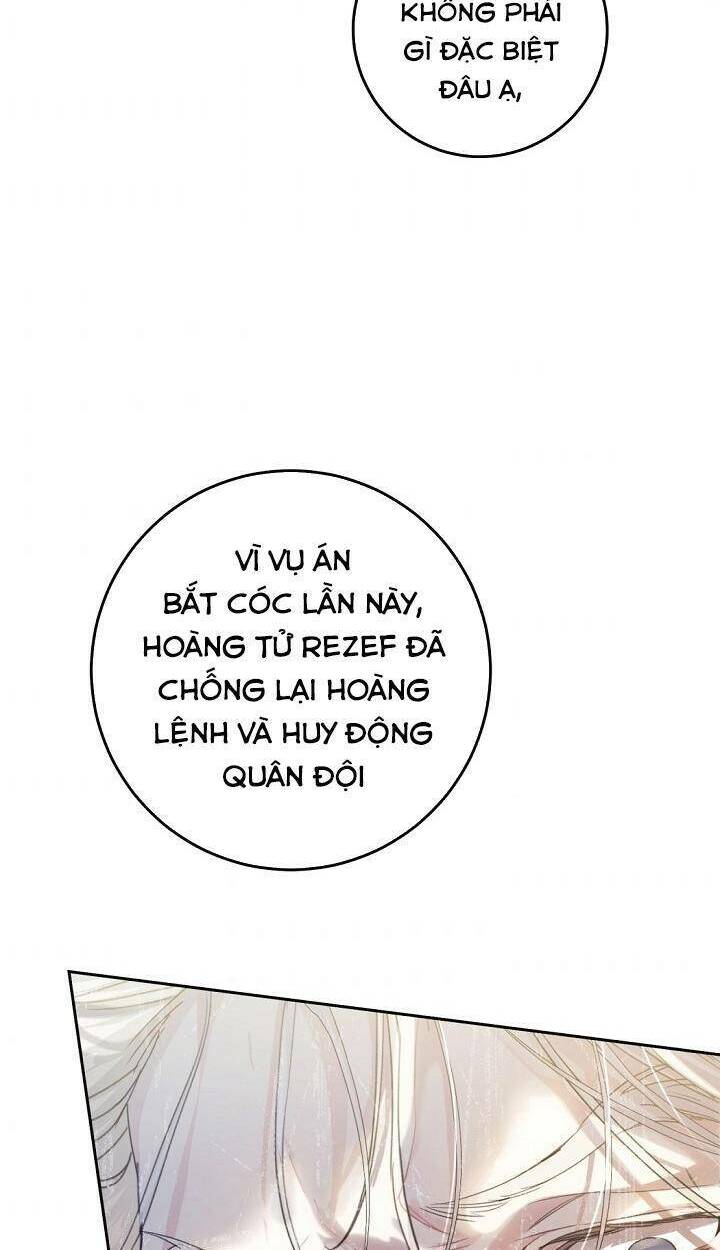 KHÔNG PHẢI
GÌ ĐẶC BIỆT
ĐÂU Ạ,
VÌ VỤ ÁN
BẮT CÓC LẦN NÀY,
HOÀNG TỬ REZEF ĐÃ
CHỐNG LẠI HOÀNG
LỆNH VÀ HUY ĐỘNG
QUÂN ĐỘI